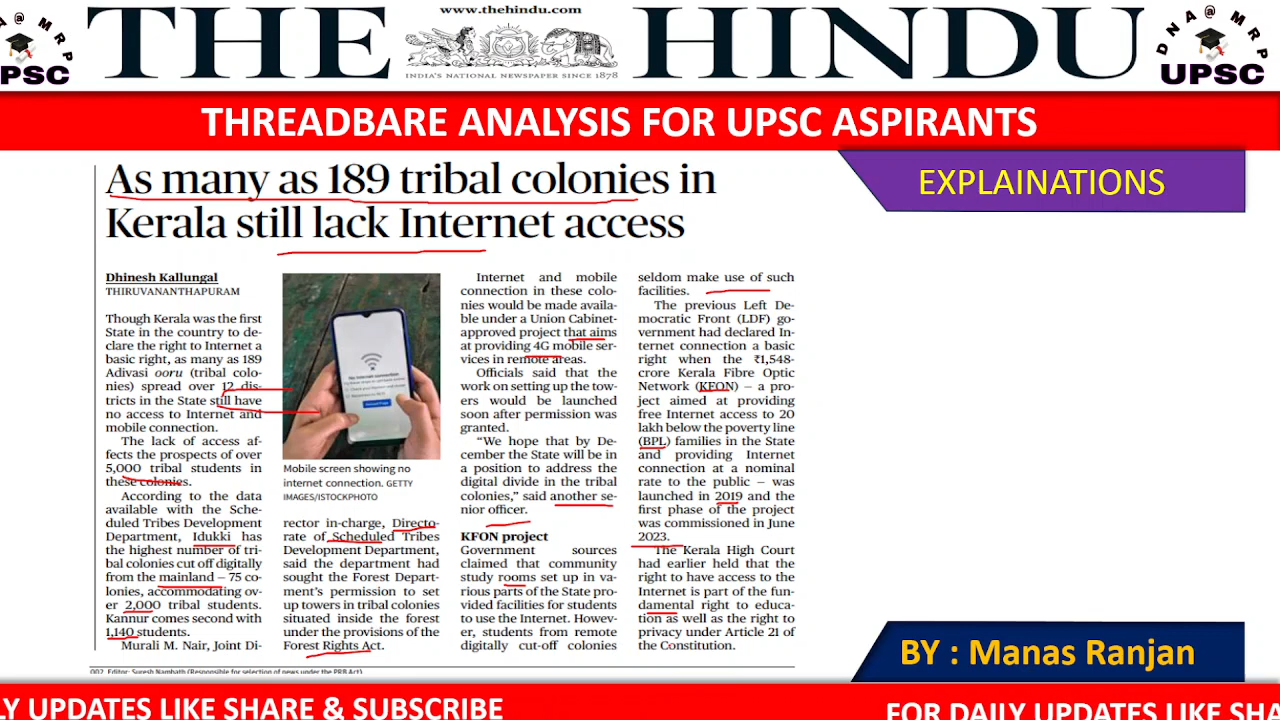 www.thehindu.com
THE HINDU
INDIA'S NATIONAL NEWSPAPER SINCE 1878
UPSC
DNA@MRP
UPSC
THREADBARE ANALYSIS FOR UPSC ASPIRANTS
EXPLAINATIONS
As many as 189 tribal colonies in
Kerala still lack Internet access
Dhinesh Kallungal
THIRUVANANTHAPURAM
Though Kerala was the first
State in the country to de-
clare the right to Internet a
basic right, as many as 189
Adivasi ooru (tribal colo-
nies) spread over 12 dis-
tricts in the State still have
no access to Internet and
mobile connection.
The lack of access af-
fects the prospects of over
5,000 tribal students in
these colonies.
According to the data
available with the Sche-
duled Tribes Development
Department, Idukki has
the highest number of tri-
bal colonies cut off digitally
from the mainland – 75 co-
lonies, accommodating ov-
er 2,000 tribal students.
Kannur comes second with
1,140 students.
Murali M. Nair, Joint Di-
Mobile screen showing no
internet connection. GETTY
IMAGES/ISTOCKPHOTO
rector in-charge, Directo-
rate of Scheduled Tribes
Development Department,
said the department had
sought the Forest Depart-
ment's permission to set
up towers in tribal colonies
situated inside the forest
under the provisions of the
Forest Rights Act.
Internet and mobile
connection in these colo-
nies would be made availa-
ble under a Union Cabinet-
approved project that aims
at providing 4G mobile ser-
vices in remote areas.
Officials said that the
work on setting up the tow-
ers would be launched
soon after permission was
granted.
“We hope that by De-
cember the State will be in
a position to address the
digital divide in the tribal
colonies,” said another se-
nior officer.
KFON project
Government sources
claimed that community
study rooms set up in va-
rious parts of the State pro-
vided facilities for students
to use the Internet. Howev-
er, students from remote
digitally cut-off colonies
seldom make use of such
facilities.
The previous Left De-
mocratic Front (LDF) go-
vernment had declared In-
ternet connection a basic
right when the ₹1,548-
crore Kerala Fibre Optic
Network (KFON) – a pro-
ject aimed at providing
free Internet access to 20
lakh below the poverty line
(BPL) families in the State
and providing Internet
connection at a nominal
rate to the public – was
launched in 2019 and the
first phase of the project
was commissioned in June
2023.
The Kerala High Court
had earlier held that the
right to have access to the
Internet is part of the fun-
damental right to educa-
tion as well as the right to
privacy under Article 21 of
the Constitution.
BY : Manas Ranjan
LY UPDATES LIKE SHARE & SUBSCRIBE
FOR DAILY UPDATES LIKE SHA